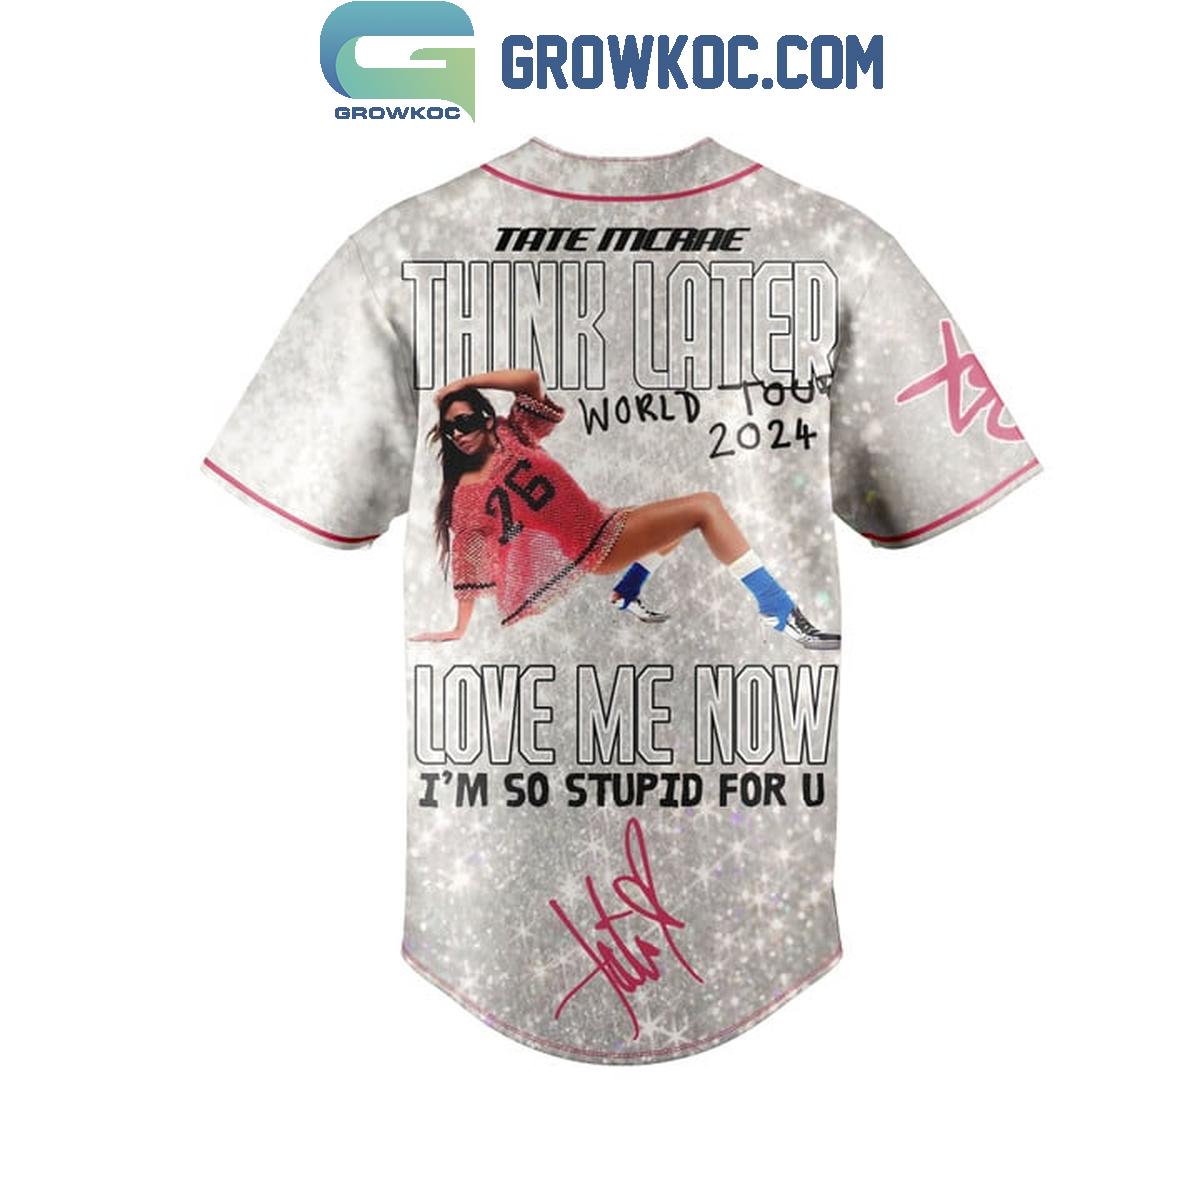 GROWKOC
GROWKOC.COM
TATE MCRAE
THINK LATER
WORLD TOUR
2024
26
LOVE ME NOW
I'M SO STUPID FOR U